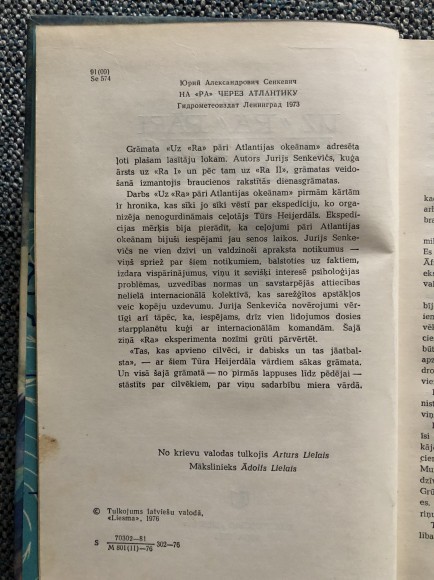 91(09)
Se 574
Юрий Александрович Сенкевич
НА «РА» ЧЕРЕЗ АТЛАНТИКУ
Гидрометеоиздат Ленинград 1973
Grāmata «Uz «Ra» pāri Atlantijas okeānam» adresēta
ļoti plašam lasītāju lokam. Autors Jurijs Senkevičs, kuģa
ārsts uz «Ra I» un pēc tam uz «Ra II», grāmatas veido-
šanā izmantojis braucienos rakstītās dienasgrāmatas.
Darbs «Uz «Ra» pāri Atlantijas okeānam» pirmām kārtām
ir hronika, kas sīki jo sīki vēstī par ekspedīciju, ko orga-
nizēja nenogurdināmais ceļotājs Tūrs Heijerdāls. Ekspedī-
cijas mērķis bija pierādīt, ka ceļojumi pāri Atlantijas
okeānam bijuši iespējami jau senos laikos. Jurijs Senke-
vičs ne vien dzīvi un valdzinoši apraksta notikumus —
viņš spriež par šiem notikumiem, balstoties uz faktiem,
izdara vispārinājumus, viņu it sevišķi interesē psiholoģijas
problēmas, uzvedības normas un savstarpējās attiecības
nelielā internacionālā kolektīvā, kas sarežģītos apstākļos
veic kopēju uzdevumu. Jurija Senkeviča novērojumi vēr-
tīgi arī tāpēc, ka, iespējams, drīz vien lidojumos dosies
starpplanētu kuģi ar internacionālām komandām. Šajā
ziņā «Ra» eksperimenta nozīmi grūti pārvērtēt.
«Tas, kas apvieno cilvēci, ir dabisks un tas jāatbal-
sta», — ar šiem Tūra Heijerdāla vārdiem sākas grāmata.
Un visā šajā grāmatā — no pirmās lappuses līdz pēdējai —
stāstīts par cilvēkiem, par viņu sadarbību miera vārdā.
No krievu valodas tulkojis Arturs Lielais
Mākslinieks Ādolfs Lielais
© Tulkojums latviešu valodā,
«Liesma», 1976
S 70302—81
M 801(11)—76 302—76